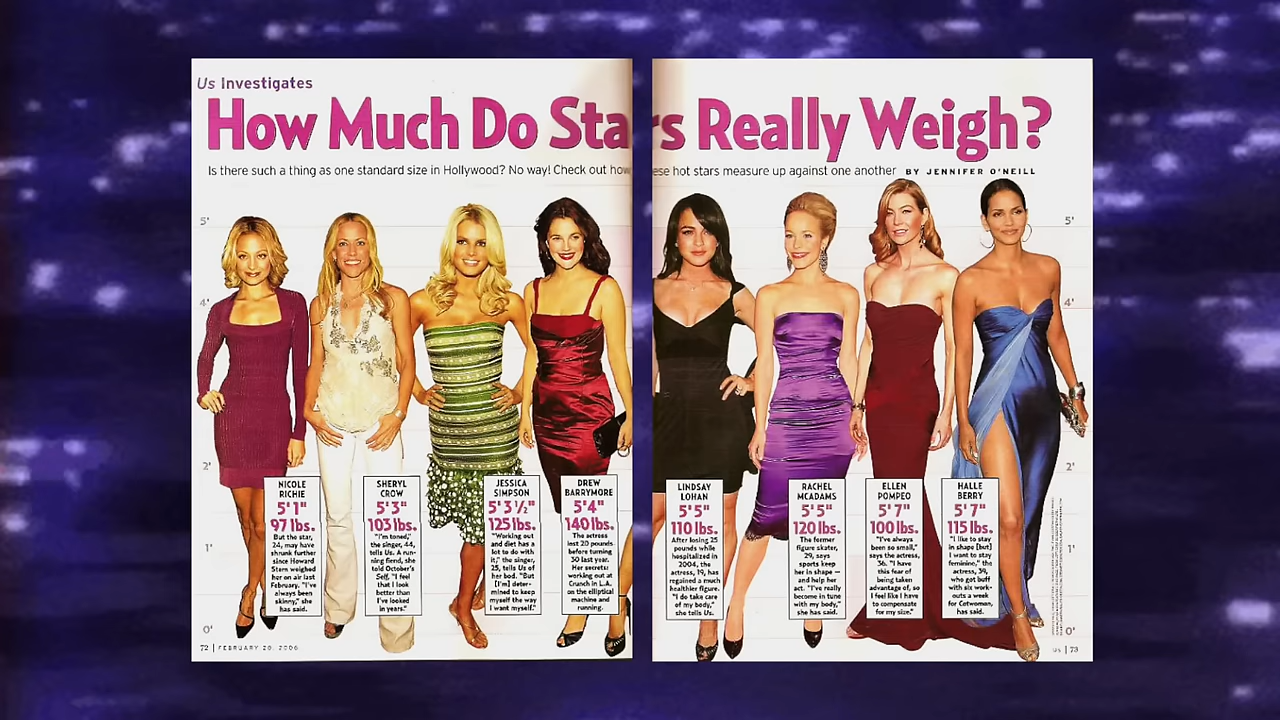 Us Investigates
How Much Do Sta rs Really Weigh?
Is there such a thing as one standard size in Hollywood? No way! Check out how ese hot stars measure up against one another BY JENNIFER O'NEILL
5' 5'
4' 4'
2' 2'
1' 1'
0' 0'
NICOLE
RICHIE
5'1"
97 lbs.
But the star,
24, may have
shrunk further
since Howard
Stern weighed
her on air last
February. "I've
always been
skinny," she
has said.
SHERYL
CROW
5'3"
103 lbs.
"I'm toned,"
the singer, 44,
tells Us. A run-
ning fiend, she
told October's
Self, "I feel
that I look
better than
I've looked
in years."
JESSICA
SIMPSON
5'3½"
125 lbs.
"Working out
and diet has a
lot to do with
it," the singer,
25, tells Us of
her bod. "But
[I'm] deter-
mined to keep
myself the way
I want myself."
DREW
BARRYMORE
5'4"
140 lbs.
The actress
lost 20 pounds
before turning
30 last year.
Her secret:
working out at
Crunch in L.A.
on the elliptical
machine and
running.
LINDSAY
LOHAN
5'5"
110 lbs.
After losing 25
pounds while
hospitalized in
2004, the
actress, 19, has
regained a much
healthier figure.
"I do take care
of my body,"
she tells Us.
RACHEL
MCADAMS
5'5"
120 lbs.
The former
figure skater,
29, says
sports keep
her in shape —
and help her
act. "I've really
become in tune
with my body,"
she has said.
ELLEN
POMPEO
5'7"
100 lbs.
"I've always
been so small,"
says the actress,
36. "I have
this fear of
being taken
advantage of, so
I feel like I have
to compensate
for my size."
HALLE
BERRY
5'7"
115 lbs.
"I like to stay
in shape [but]
I want to stay
feminine," the
actress, 39,
who got buff
with six work-
outs a week
for Catwoman,
has said.
72 | FEBRUARY 20, 2006
US | 73